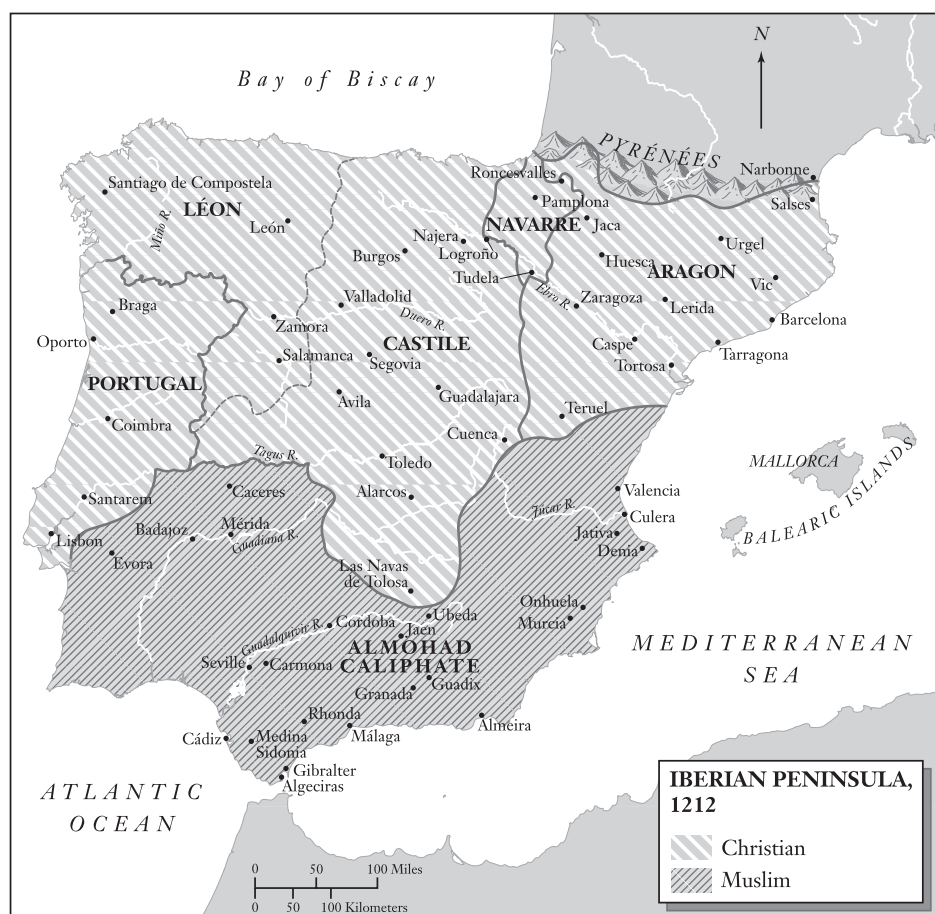 N
Bay of Biscay
PYRÉNÉES
Narbonne
Salses
Roncesvalles
Pamplona
Santiago de Compostela
LÉON
León
Miño R.
NAVARRE
Jaca
Najera
Logroño
Burgos
Urgel
Huesca
ARAGON
Tudela
Vic
Ebro R.
Zaragoza
Lerida
Braga
Valladolid
Duero R.
Zamora
Barcelona
Oporto
CASTILE
Caspe
Tarragona
Salamanca
Segovia
Tortosa
PORTUGAL
Avila
Guadalajara
Teruel
Coimbra
Cuenca
Tagus R.
Toledo
MALLORCA
BALEARIC ISLANDS
Caceres
Alarcos
Santarem
Valencia
Júcar R.
Culera
Lisbon
Badajoz
Mérida
Guadiana R.
Jativa
Denia
Evora
Las Navas
de Tolosa
Onhuela
Murcia
Ubeda
Cordoba
Guadalquivir R.
Jaen
ALMOHAD
CALIPHATE
Seville
Carmona
Guadix
Granada
MEDITERRANEAN
SEA
Rhonda
Almeira
Cádiz
Medina
Sidonia
Málaga
Gibralter
Algeciras
ATLANTIC
OCEAN
IBERIAN PENINSULA,
1212
Christian
Muslim
0 50 100 Miles
0 50 100 Kilometers